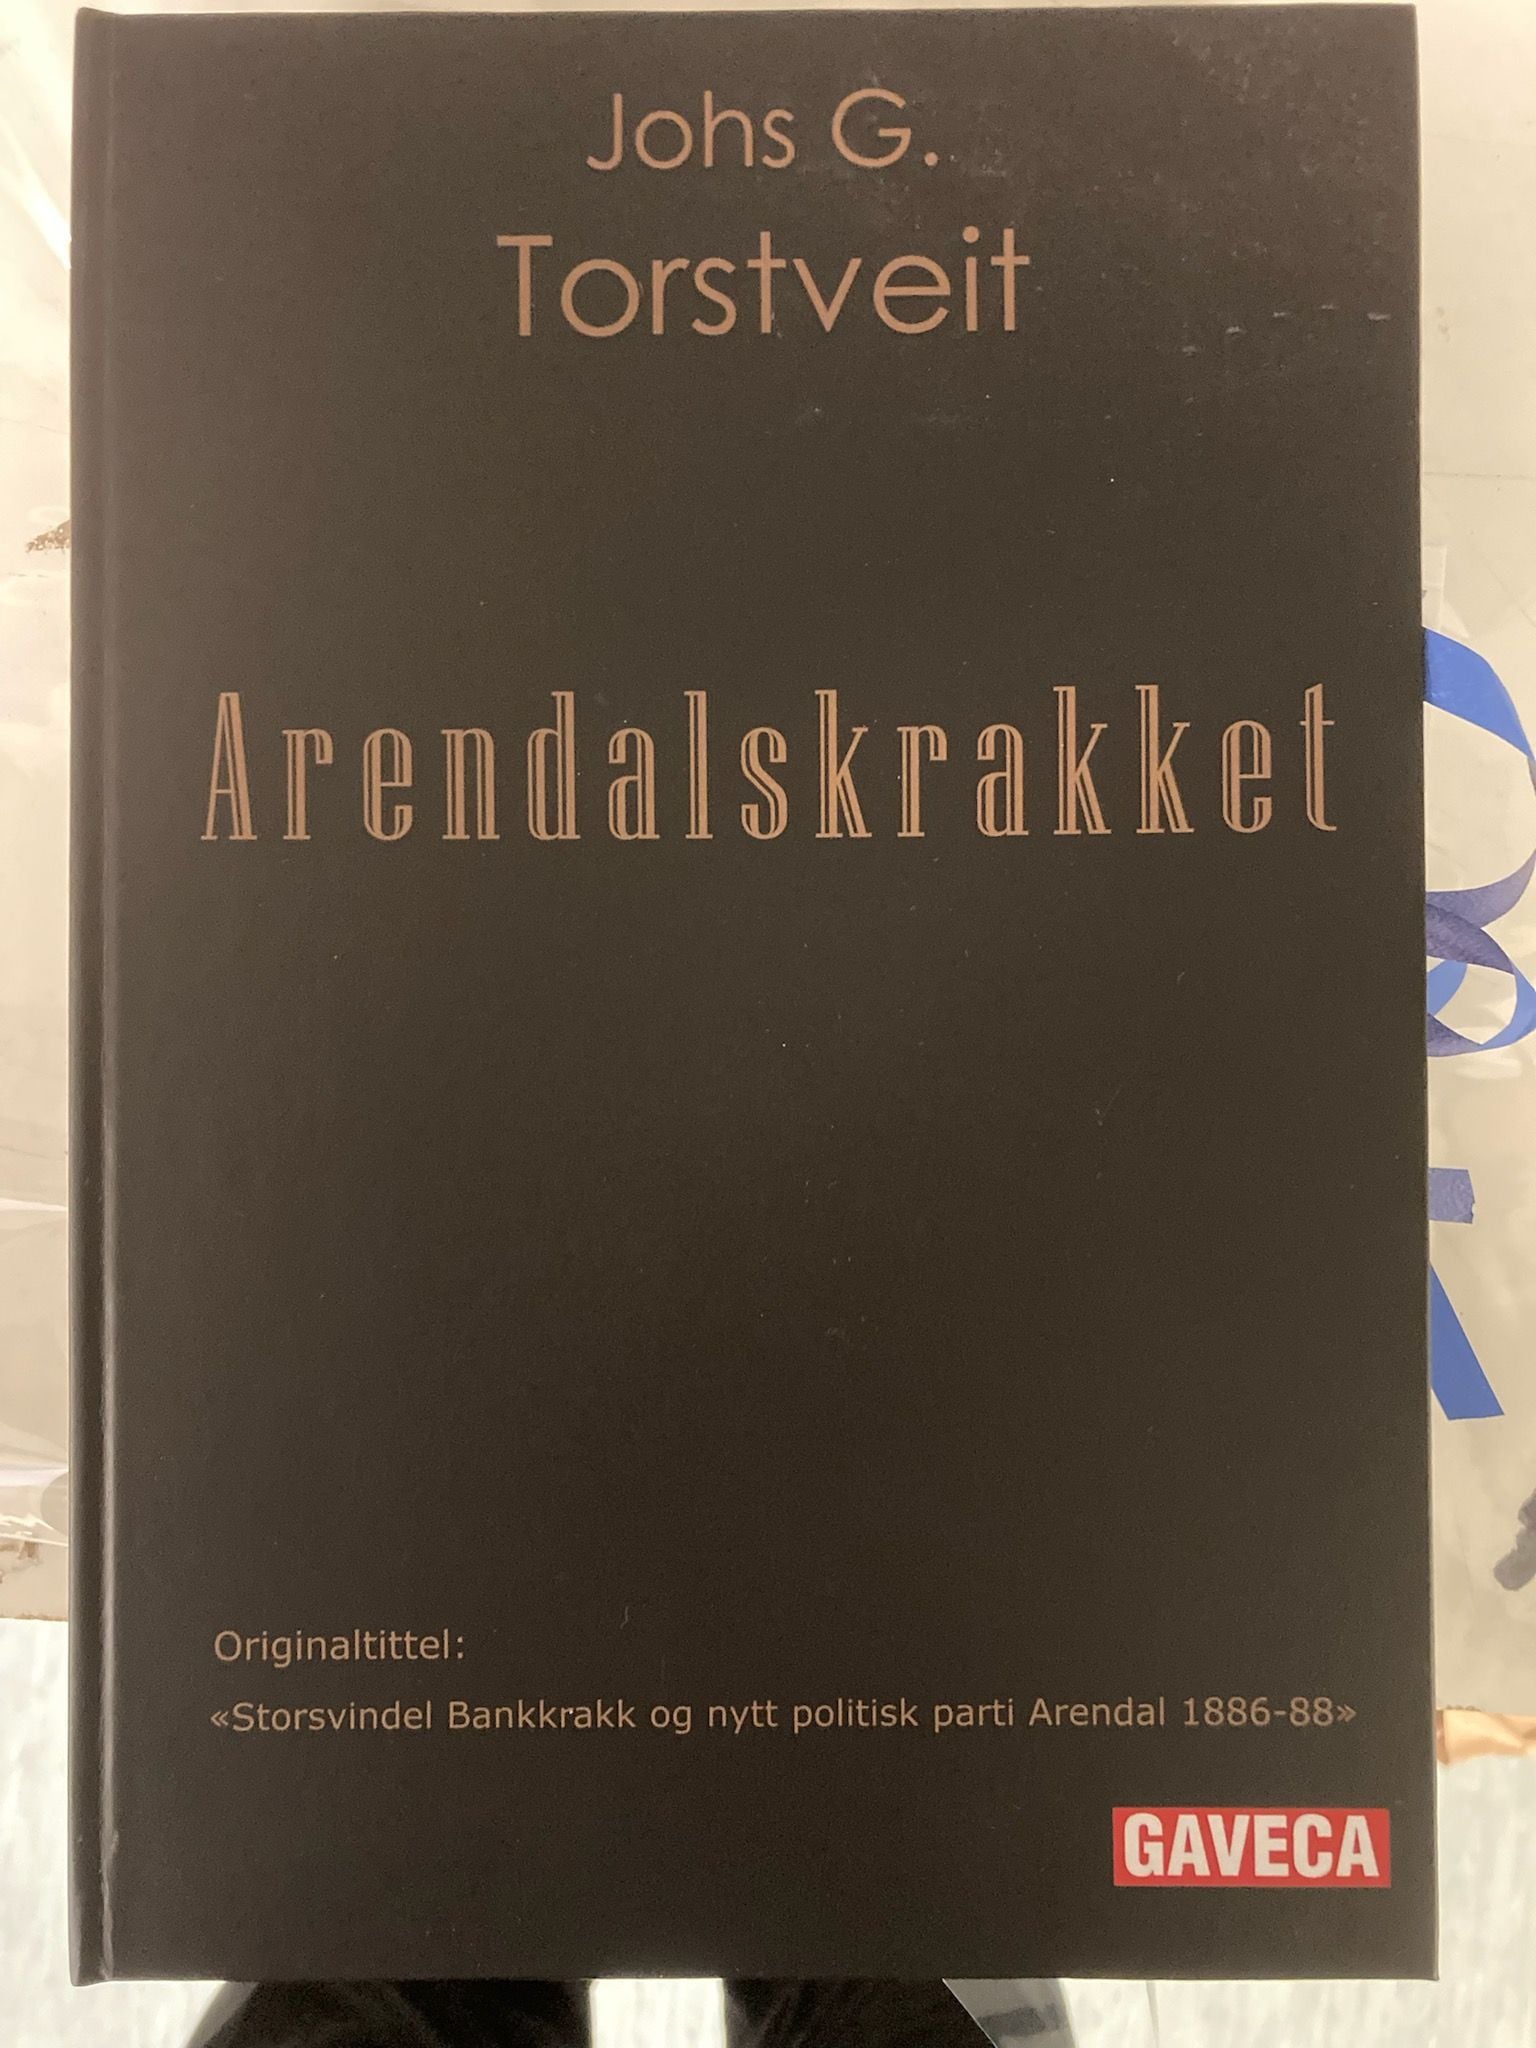 Johs G.
Torstveit
Arendalskrakket
Originaltittel:
«Storsvindel Bankkrakk og nytt politisk parti Arendal 1886-88»
GAVECA